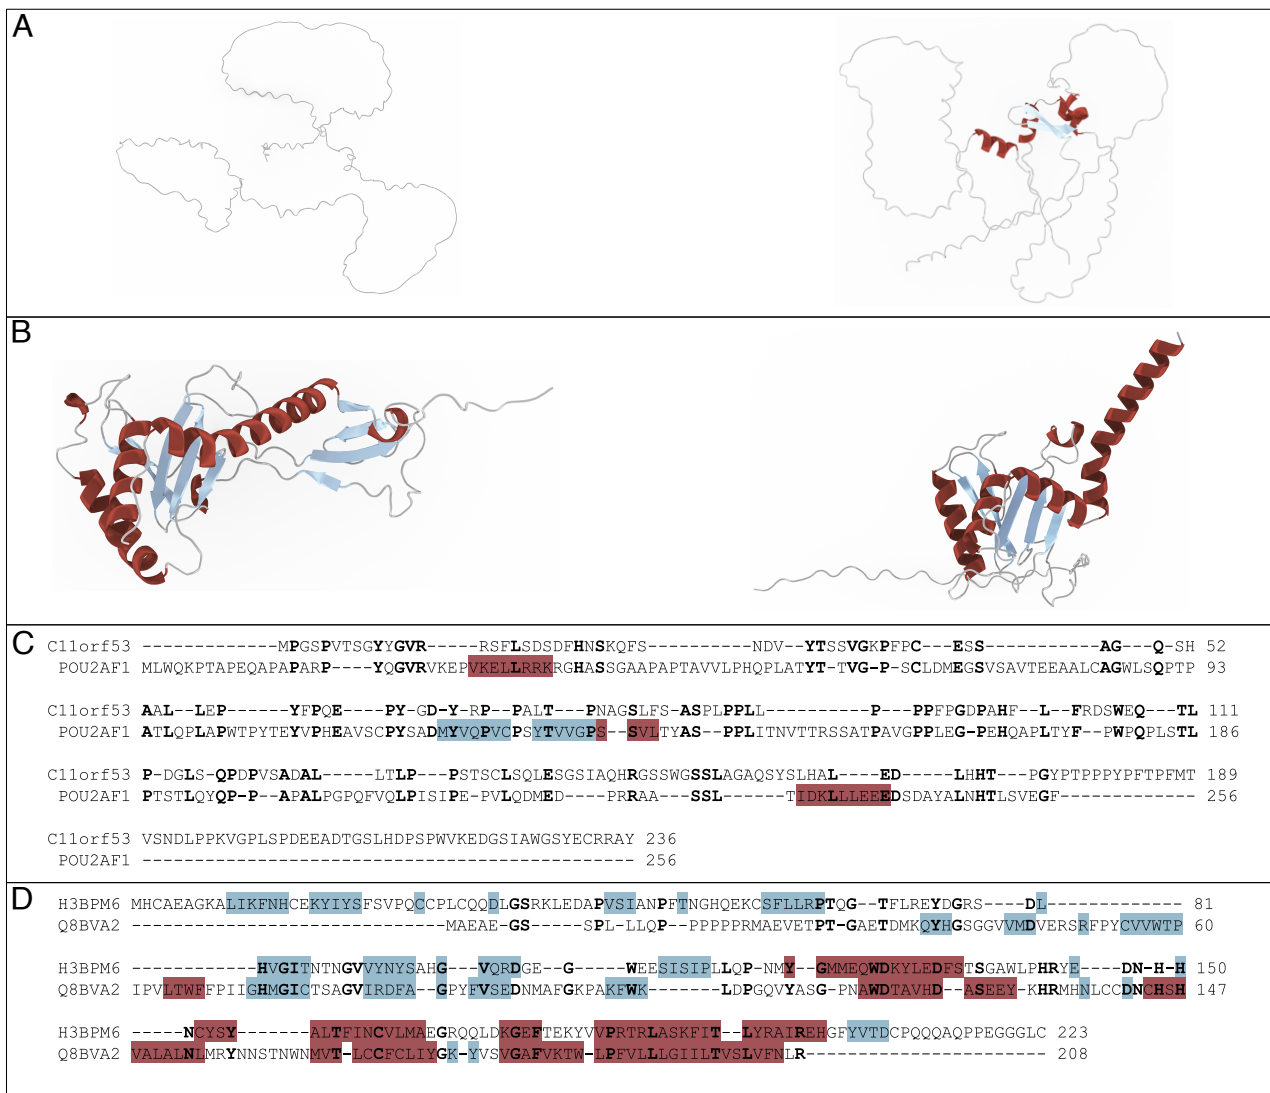 A
B
C
C11orf53 -------------MPGSPVTSGYYGVR-----RSFLSDSDFHNSKQFS----------NDV--YTSSVGKPFPC---ESS-----------AG---Q-SH 52
POU2AF1 MLWQKPTAPEQAPAPARP----YQGVRVKEPVKELLRRKRGHASSGAAPAPTAVVLPHQPLATYT-TVG-P-SCLDMEGSVSAVTEEAALCAGWLSQPTP 93
C11orf53 AAL--LEP------YFPQE----PY-GD-Y-RP--PALT---PNAGSLFS-ASPLPPLL--------P---PPFPGDPAHF--L--FRDSWEQ--TL 111
POU2AF1 ATLQPLAPWTPYTEYVPHEAVSCPYSADMYVQPVCPSYTVVGPS--SVLTYAS-PPLITNVTTRSSATPAVGPPLEG-PEHQAPLTYF--PWPQPLSTL 186
C11orf53 P-DGLS-QPDPVSADAL-----LTLP---PSTSCLSQLESGSIAQHRGSSWGSSLAGAQSYSLHAL----ED-----LHHT---PGYPTPPPYPFTPFMT 189
POU2AF1 PTSTLQYQP-P--APALPGPQFVQLPISIPE-PVLQDMED----PRRAA---SSL------TIDKLLLEEEDSDAYALNHTLSVEGF------------- 256
C11orf53 VSNDLPPKVGPLSPDEEADTGSLHDPSPWVKEDGSIAWGSYECRRAY 236
POU2AF1 ----------------------------------------------- 256
D
H3BPM6 MHCAEAGKALIKFNHCEKYIYSFSVPQCCPLCQQDLGSRKLEDAPVSIANPFTNGHQEKCSFLLRPTQG--TFLREYDGRS----DL------------- 81
Q8BVA2 ------------------------------MAEAE-GS---SPL-LLQP--PPPPPRMAEVETPT-GAETDMKQYHGSGGVVMDVERSRFPYCVVWTP 60
H3BPM6 ------------HVGITNTNGVVYNYSAHG---VQRDGE--G-----WEESISIPLLQP-NMY--GMMEQWDKYLEDFSTSGAWLPHRYE----DN-H-H 150
Q8BVA2 IPVLTWFFPIIGHMGICTSAGVIRDFA--GPYFVSEDNMAFGKPAKFWK-------LDPGQVYASG-PNAWDTAVHD--ASEEY-KHRMHNLCCDNCHSH 147
H3BPM6 -----NCYSY-------ALTFINCVLMAEGRQQLDKGEFTEKYVVVPRTRLASKFIT--LYRAIREHGFYVTDCPQQQAQPPEGGGLC 223
Q8BVA2 VALALNLMRYNNSTNWNMVT-LCCFCLIYGK-YVSVGAFVKTW-LPFVLLLGIILTVSLVFNLR------------------------ 208